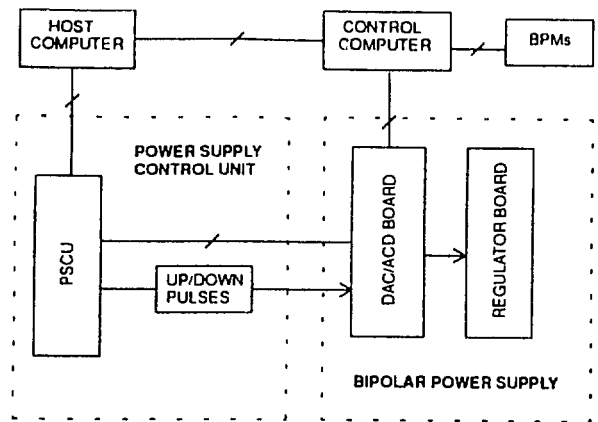 HOST
COMPUTER
CONTROL
COMPUTER
BPMs
POWER SUPPLY
CONTROL UNIT
PSCU
UP/DOWN
PULSES
DAC/ACD BOARD
REGULATOR BOARD
BIPOLAR POWER SUPPLY